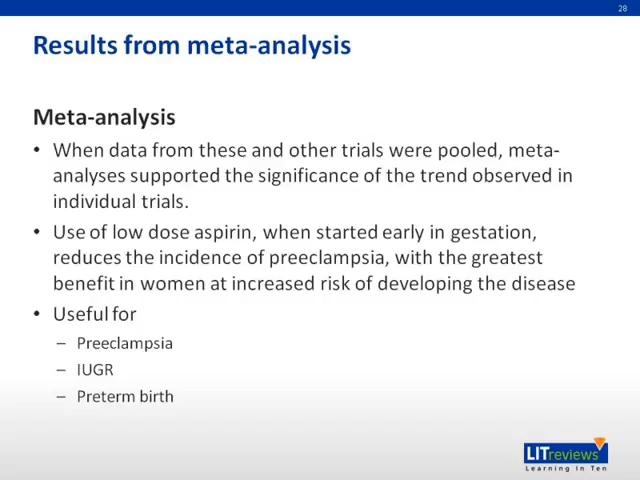 28
Results from meta-analysis
Meta-analysis
• When data from these and other trials were pooled, meta-
analyses supported the significance of the trend observed in
individual trials.
• Use of low dose aspirin, when started early in gestation,
reduces the incidence of preeclampsia, with the greatest
benefit in women at increased risk of developing the disease
• Useful for
– Preeclampsia
– IUGR
– Preterm birth
LITreviews
Learning In Ten